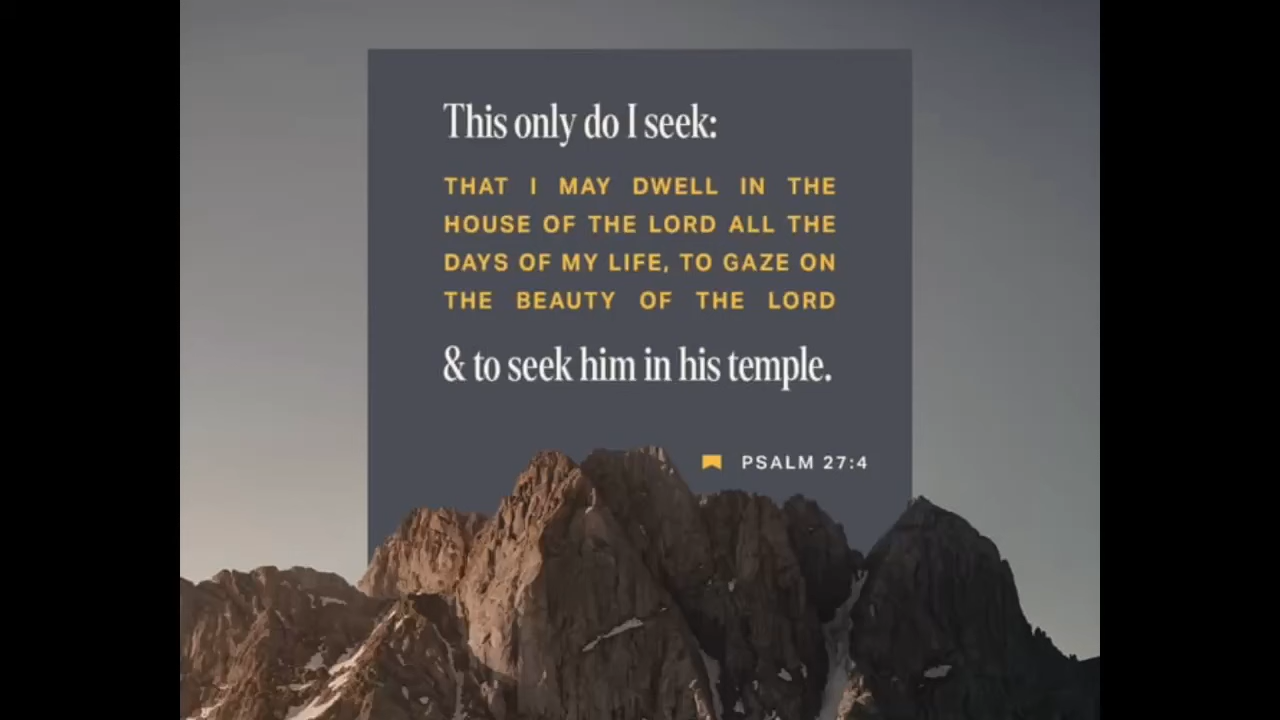 This only do I seek:
THAT I MAY DWELL IN THE
HOUSE OF THE LORD ALL THE
DAYS OF MY LIFE, TO GAZE ON
THE BEAUTY OF THE LORD
& to seek him in his temple.
PSALM 27:4